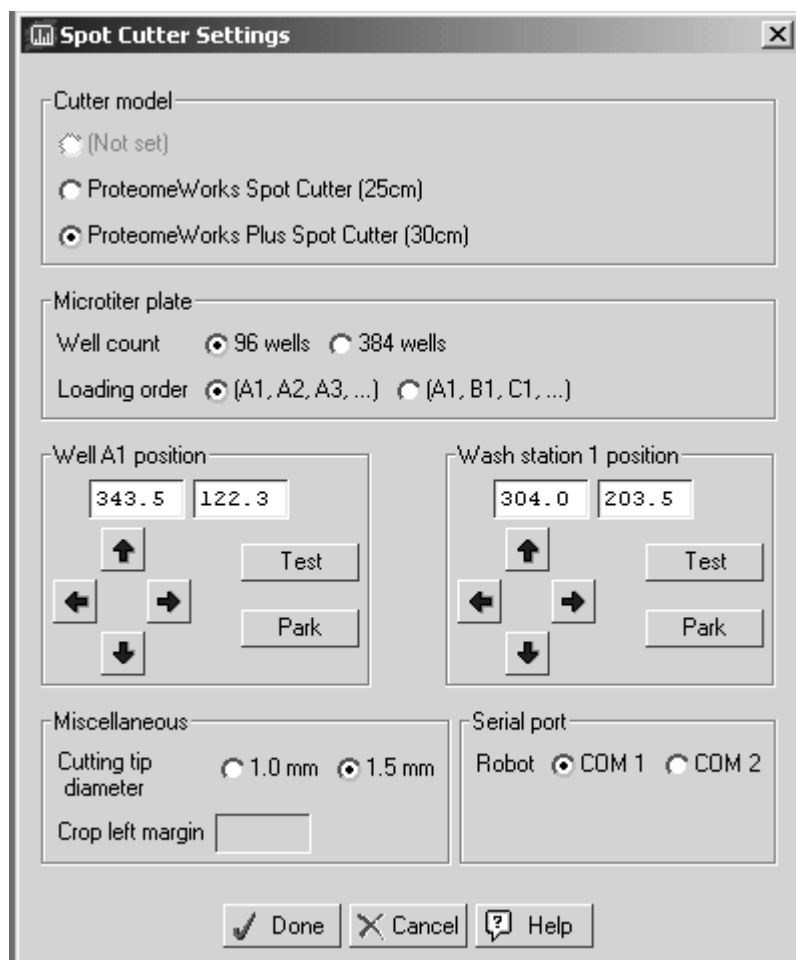 Spot Cutter Settings
Cutter model
(Not set)
ProteomeWorks Spot Cutter (25cm)
ProteomeWorks Plus Spot Cutter (30cm)
Microtiter plate
Well count 96 wells 384 wells
Loading order (A1, A2, A3, ...) (A1, B1, C1, ...)
Well A1 position
343.5 122.3
Test
Park
Wash station 1 position
304.0 203.5
Test
Park
Miscellaneous
Cutting tip 1.0 mm 1.5 mm
diameter
Crop left margin
Serial port
Robot COM 1 COM 2
Done Cancel ? Help